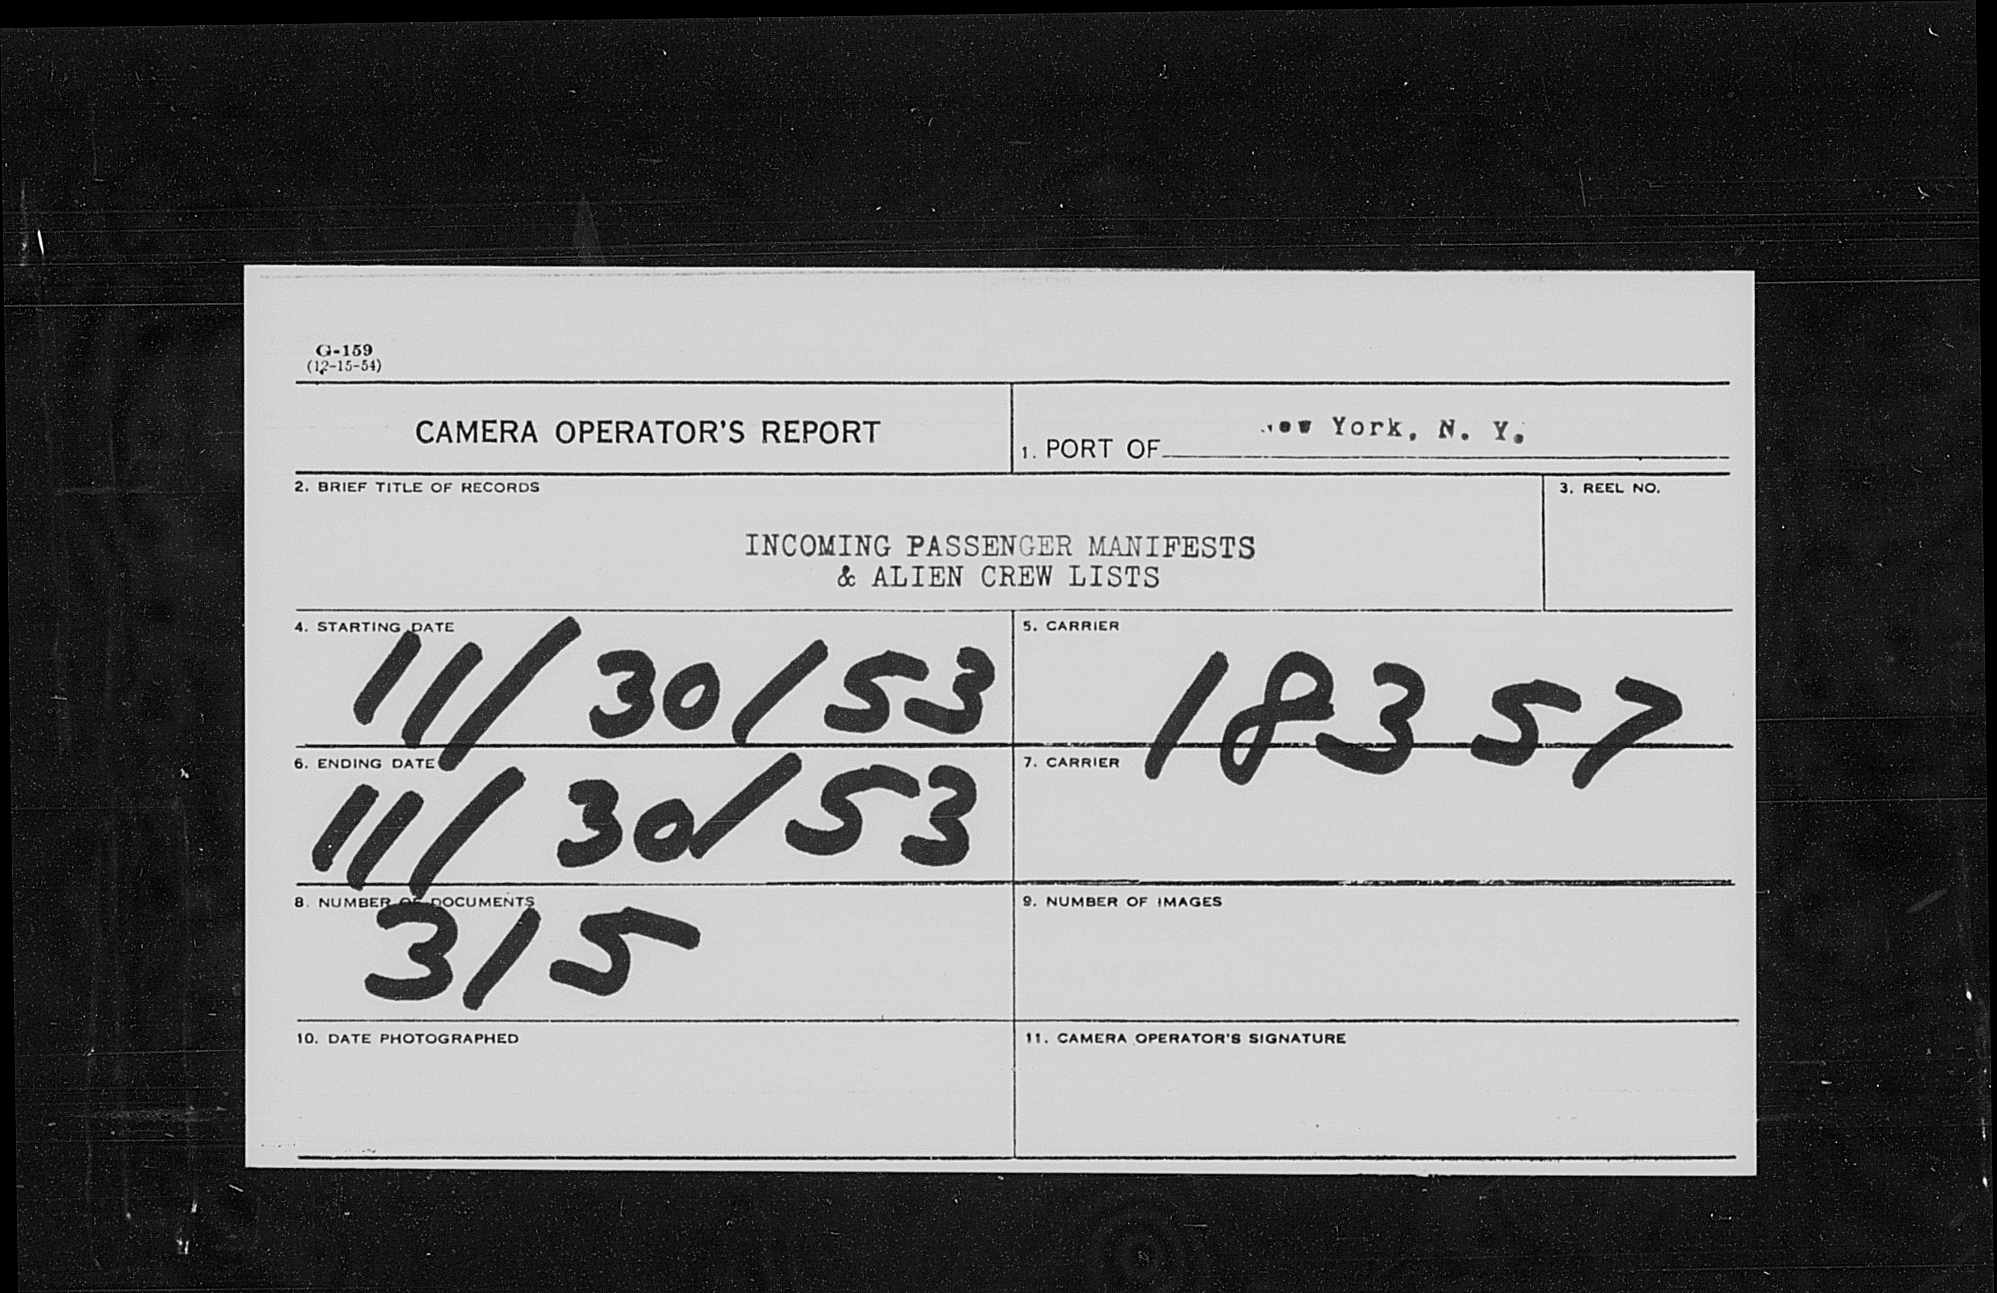 G-159
(12-15-54)
CAMERA OPERATOR'S REPORT
1. PORT OF New York, N. Y.
2. BRIEF TITLE OF RECORDS
3. REEL NO.
INCOMING PASSENGER MANIFESTS
& ALIEN CREW LISTS
4. STARTING DATE
11/30/53
5. CARRIER
18357
6. ENDING DATE
11/30/53
7. CARRIER
8. NUMBER OF DOCUMENTS
315
9. NUMBER OF IMAGES
10. DATE PHOTOGRAPHED
11. CAMERA OPERATOR'S SIGNATURE